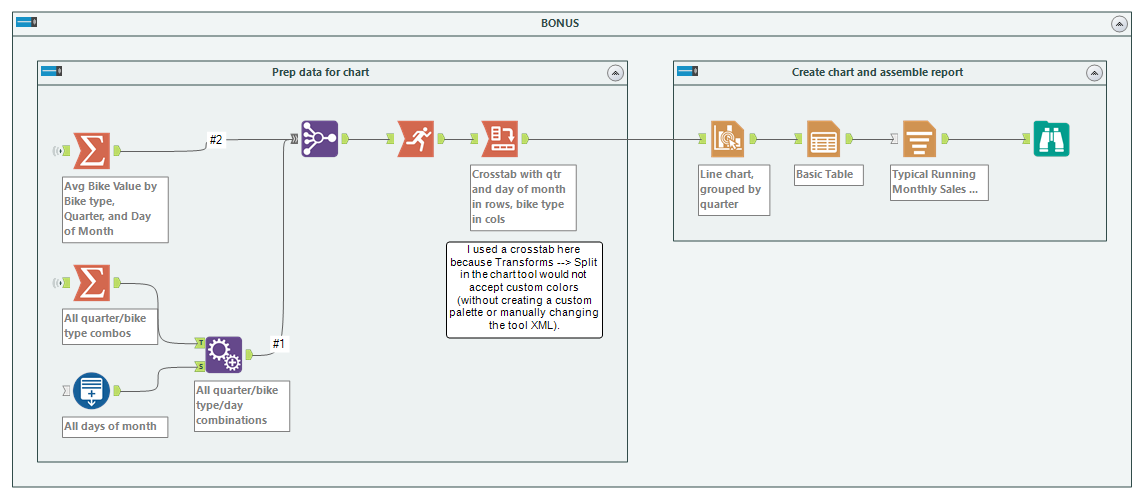 BONUS
Prep data for chart
Create chart and assemble report
#2
Avg Bike Value by
Bike type,
Quarter, and Day
of Month
Crosstab with qtr
and day of month
in rows, bike type
in cols
Line chart,
grouped by
quarter
Basic Table
Typical Running
Monthly Sales ...
I used a crosstab here
because Transforms --> Split
in the chart tool would not
accept custom colors
(without creating a custom
palette or manually changing
the tool XML).
All quarter/bike
type combos
#1
T
S
All quarter/bike
type/day
combinations
All days of month